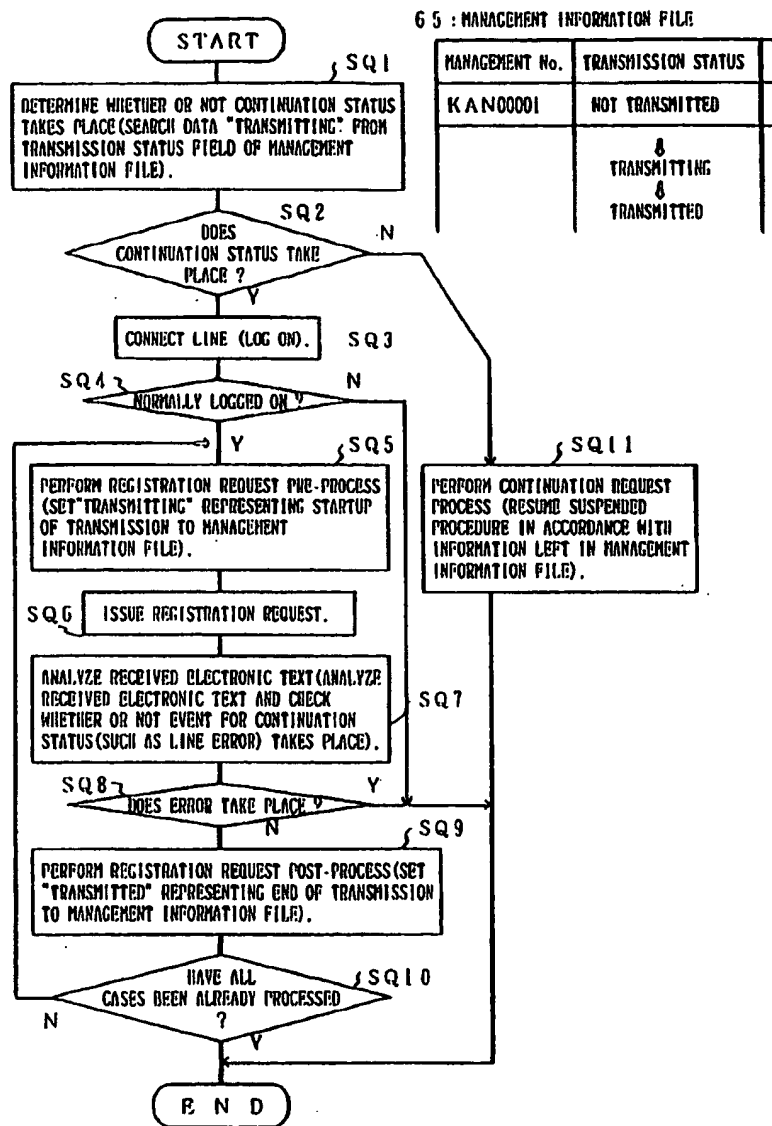 START
SQ1
DETERMINE WHETHER OR NOT CONTINUATION STATUS
TAKES PLACE (SEARCH DATA "TRANSMITTING" FROM
TRANSMISSION STATUS FIELD OF MANAGEMENT
INFORMATION FILE).
65 : MANAGEMENT INFORMATION FILE
MANAGEMENT No. TRANSMISSION STATUS
KAN00001 NOT TRANSMITTED
TRANSMITTING
TRANSMITTED
SQ2
DOES
CONTINUATION STATUS TAKE
PLACE ?
N
Y
CONNECT LINE (LOG ON).
SQ3
SQ4
NORMALLY LOGGED ON ?
N
Y
SQ5
PERFORM REGISTRATION REQUEST PRE-PROCESS
(SET "TRANSMITTING" REPRESENTING STARTUP
OF TRANSMISSION TO MANAGEMENT
INFORMATION FILE).
SQ11
PERFORM CONTINUATION REQUEST
PROCESS (RESUME SUSPENDED
PROCEDURE IN ACCORDANCE WITH
INFORMATION LEFT IN MANAGEMENT
INFORMATION FILE).
SQ6
ISSUE REGISTRATION REQUEST.
ANALYZE RECEIVED ELECTRONIC TEXT (ANALYZE
RECEIVED ELECTRONIC TEXT AND CHECK
WHETHER OR NOT EVENT FOR CONTINUATION
STATUS (SUCH AS LINE ERROR) TAKES PLACE).
SQ7
SQ8
DOES ERROR TAKE PLACE ?
Y
N
SQ9
PERFORM REGISTRATION REQUEST POST-PROCESS (SET
"TRANSMITTED" REPRESENTING END OF TRANSMISSION
TO MANAGEMENT INFORMATION FILE).
HAVE ALL
CASES BEEN ALREADY PROCESSED
?
SQ10
N
Y
END